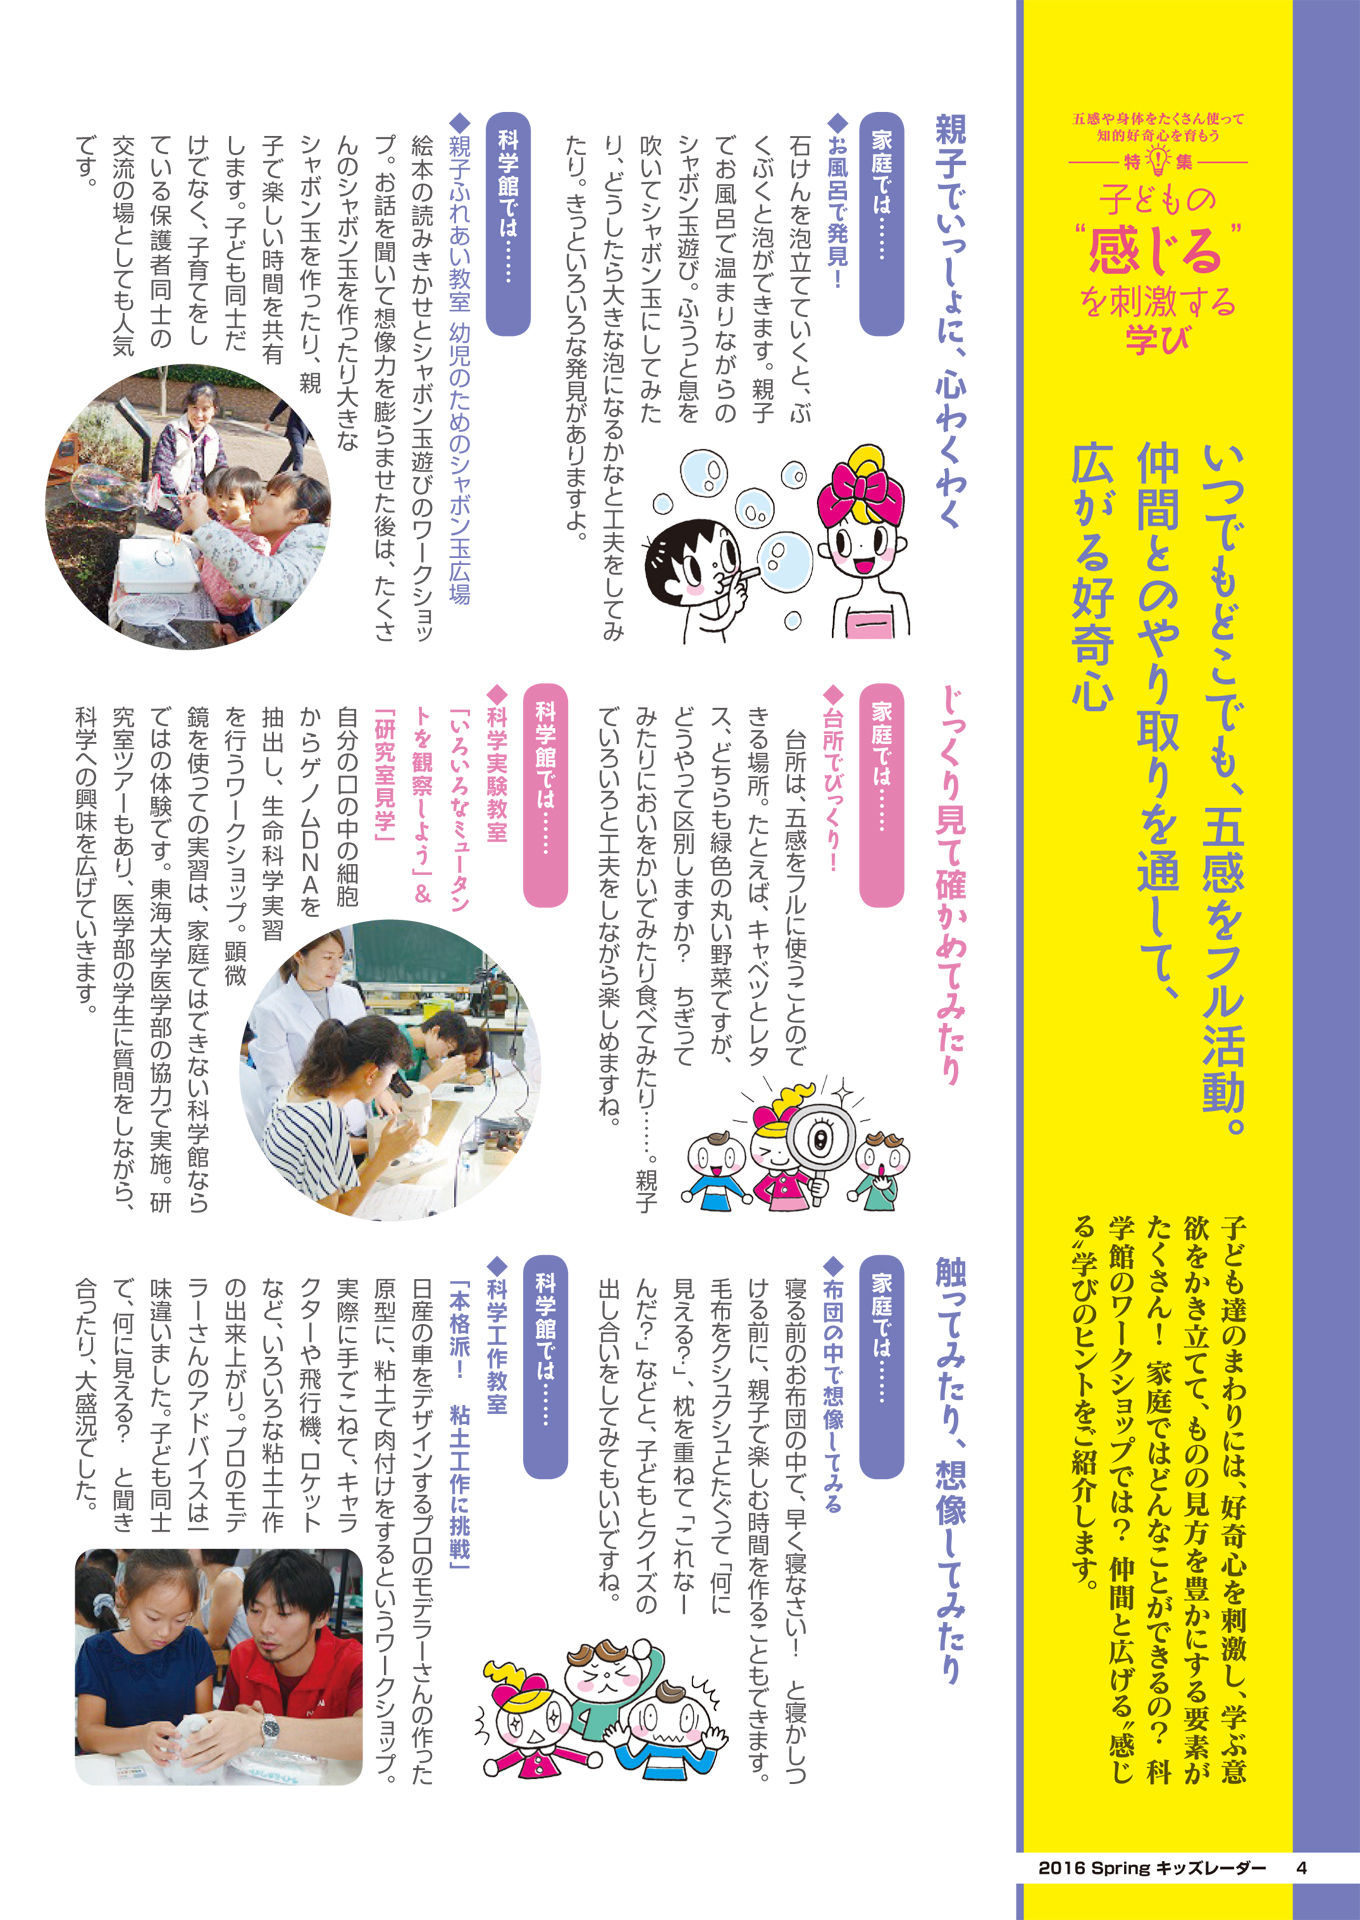 五感や身体をたくさん使って
知的好奇心を育もう
特集
子どもの
“感じる”
を刺激する
学び
いつでもどこでも、五感をフル活動。
仲間とのやり取りを通して、
広がる好奇心
子ども達のまわりには、好奇心を刺激し、学ぶ意
欲をかき立てて、ものの見方を豊かにする要素が
たくさん！ 家庭ではどんなことができるの？ 科
学館のワークショップでは？ 仲間と広げる〝感じ
る〟学びのヒントをご紹介します。
親子でいっしょに、心わくわく
家庭では……
◆お風呂で発見！
石けんを泡立てていくと、ぶ
くぶくと泡ができます。親子
でお風呂で温まりながらの
シャボン玉遊び。ふうっと息を
吹いてシャボン玉にしてみた
り、どうしたら大きな泡になるかなと工夫をしてみ
たり。きっといろいろな発見がありますよ。
科学館では……
◆親子ふれあい教室 幼児のためのシャボン玉広場
絵本の読みきかせとシャボン玉遊びのワークショッ
プ。お話を聞いて想像力を膨らませた後は、たくさ
んのシャボン玉を作ったり大きな
シャボン玉を作ったり、親
子で楽しい時間を共有
します。子ども同士だ
けでなく、子育てをし
ている保護者同士の
交流の場としても人気
です。
じっくり見て確かめてみたり
家庭では……
◆台所でびっくり！
台所は、五感をフルに使うことので
きる場所。たとえば、キャベツとレタ
ス、どちらも緑色の丸い野菜ですが、
どうやって区別しますか？ ちぎって
みたりにおいをかいでみたり食べてみたり……。親子
でいろいろと工夫をしながら楽しめますね。
科学館では……
◆科学実験教室
「いろいろなミュータン
トを観察しよう」＆
「研究室見学」
自分の口の中の細胞
からゲノムDNAを
抽出し、生命科学実習
を行うワークショップ。顕微
鏡を使っての実習は、家庭ではできない科学館なら
ではの体験です。東海大学医学部の協力で実施。研
究室ツアーもあり、医学部の学生に質問をしながら、
科学への興味を広げていきます。
触ってみたり、想像してみたり
家庭では……
◆布団の中で想像してみる
寝る前のお布団の中で、早く寝なさい！ と寝かしつ
ける前に、親子で楽しむ時間を作ることもできます。
毛布をクシュクシュとたぐって「何に
見える？」、枕を重ねて「これなー
んだ？」などと、子どもとクイズの
出し合いをしてみてもいいですね。
科学館では……
◆科学工作教室
「本格派！ 粘土工作に挑戦」
日産の車をデザインするプロのモデラーさんの作った
原型に、粘土で肉付けをするというワークショップ。
実際に手でこねて、キャラ
クターや飛行機、ロケット
など、いろいろな粘土工作
の出来上がり。プロのモデ
ラーさんのアドバイスは一
味違いました。子ども同士
で、何に見える？ と聞き
合ったり、大盛況でした。
2016 Spring キッズレーダー 4